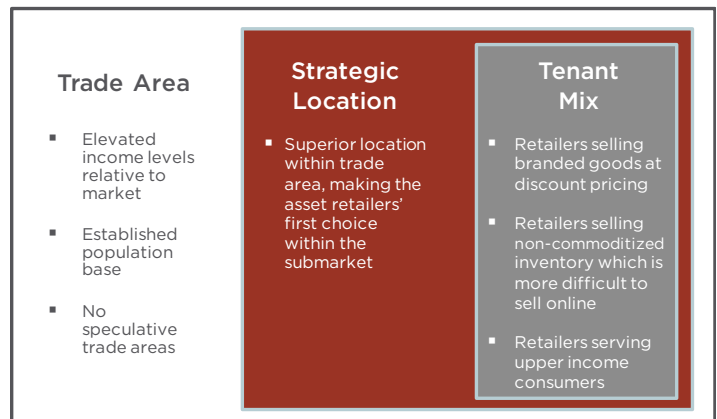 Trade Area
▪ Elevated
income levels
relative to
market
▪ Established
population
base
▪ No
speculative
trade areas
Strategic
Location
▪ Superior location
within trade
area, making the
asset retailers’
first choice
within the
submarket
Tenant
Mix
▪ Retailers selling
branded goods at
discount pricing
▪ Retailers selling
non-commoditized
inventory which is
more difficult to
sell online
▪ Retailers serving
upper income
consumers